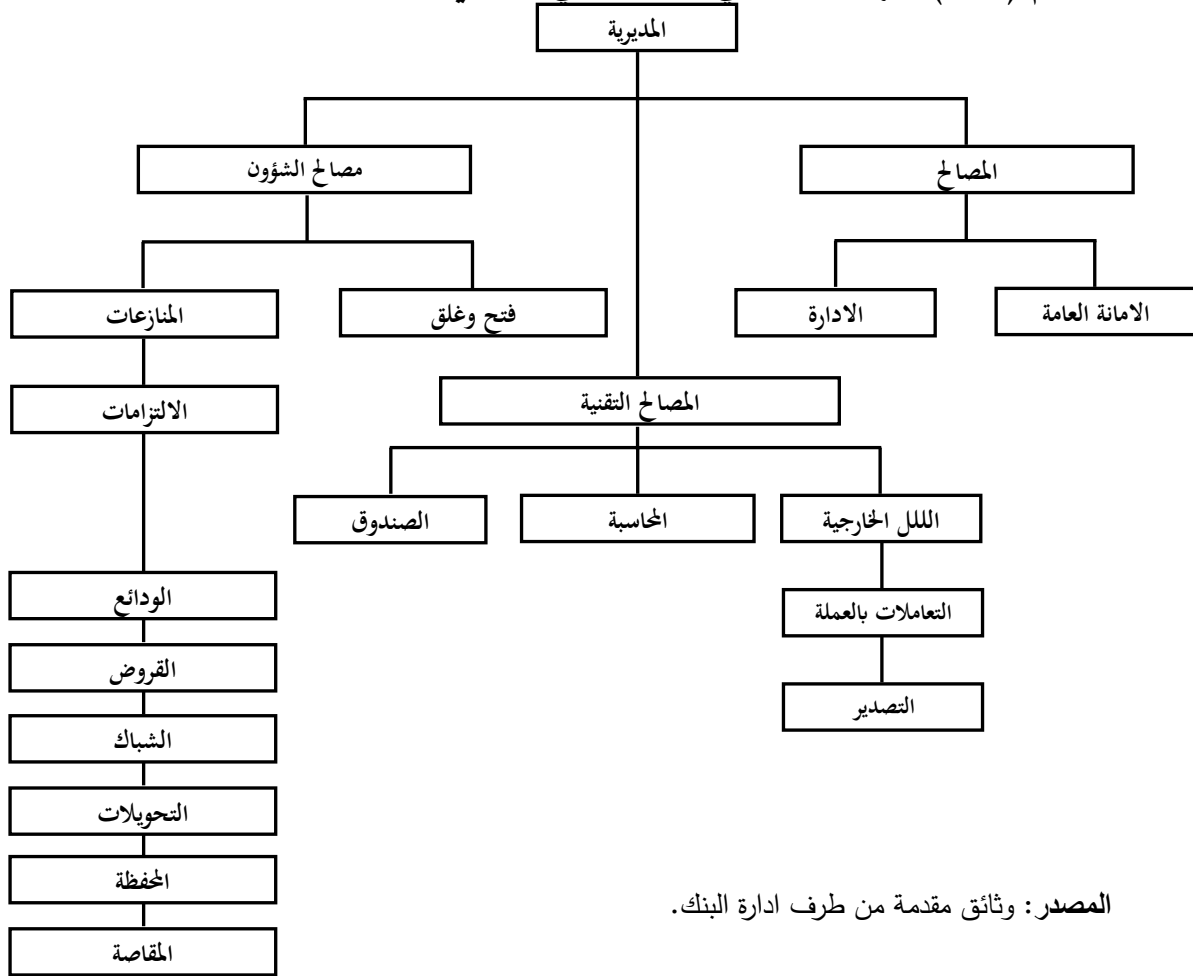 المديرية
مصالح الشؤون
المصالح
المنازعات
فتح وغلق
الادارة
الامانة العامة
الالتزامات
المصالح التقنية
الصندوق
المحاسبة
الللل الخارجية
الودائع
التعاملات بالعملة
القروض
التصدير
الشباك
التحويلات
المحفظة
المقاصة
المصدر: وثائق مقدمة من طرف ادارة البنك.